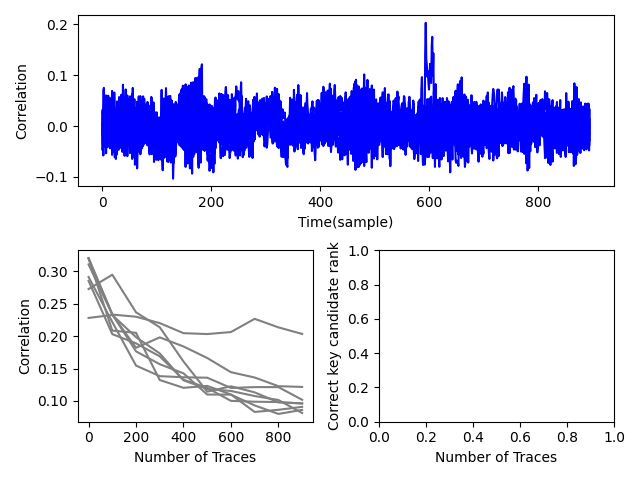 0.2
0.1
0.0
−0.1
Correlation
0 200 400 600 800
Time(sample)
0.30
0.25
0.20
0.15
0.10
Correlation
0 200 400 600 800
Number of Traces
1.0
0.8
0.6
0.4
0.2
0.0
Correct key candidate rank
0.0 0.2 0.4 0.6 0.8 1.0
Number of Traces